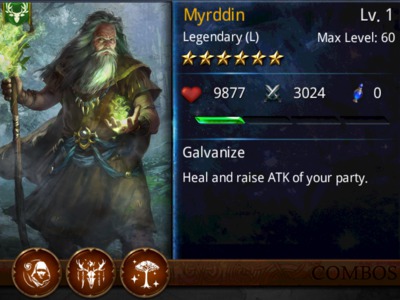 Myrddin Lv. 1
Legendary (L) Max Level: 60
9877 3024 0
Galvanize
Heal and raise ATK of your party.
COMBOS